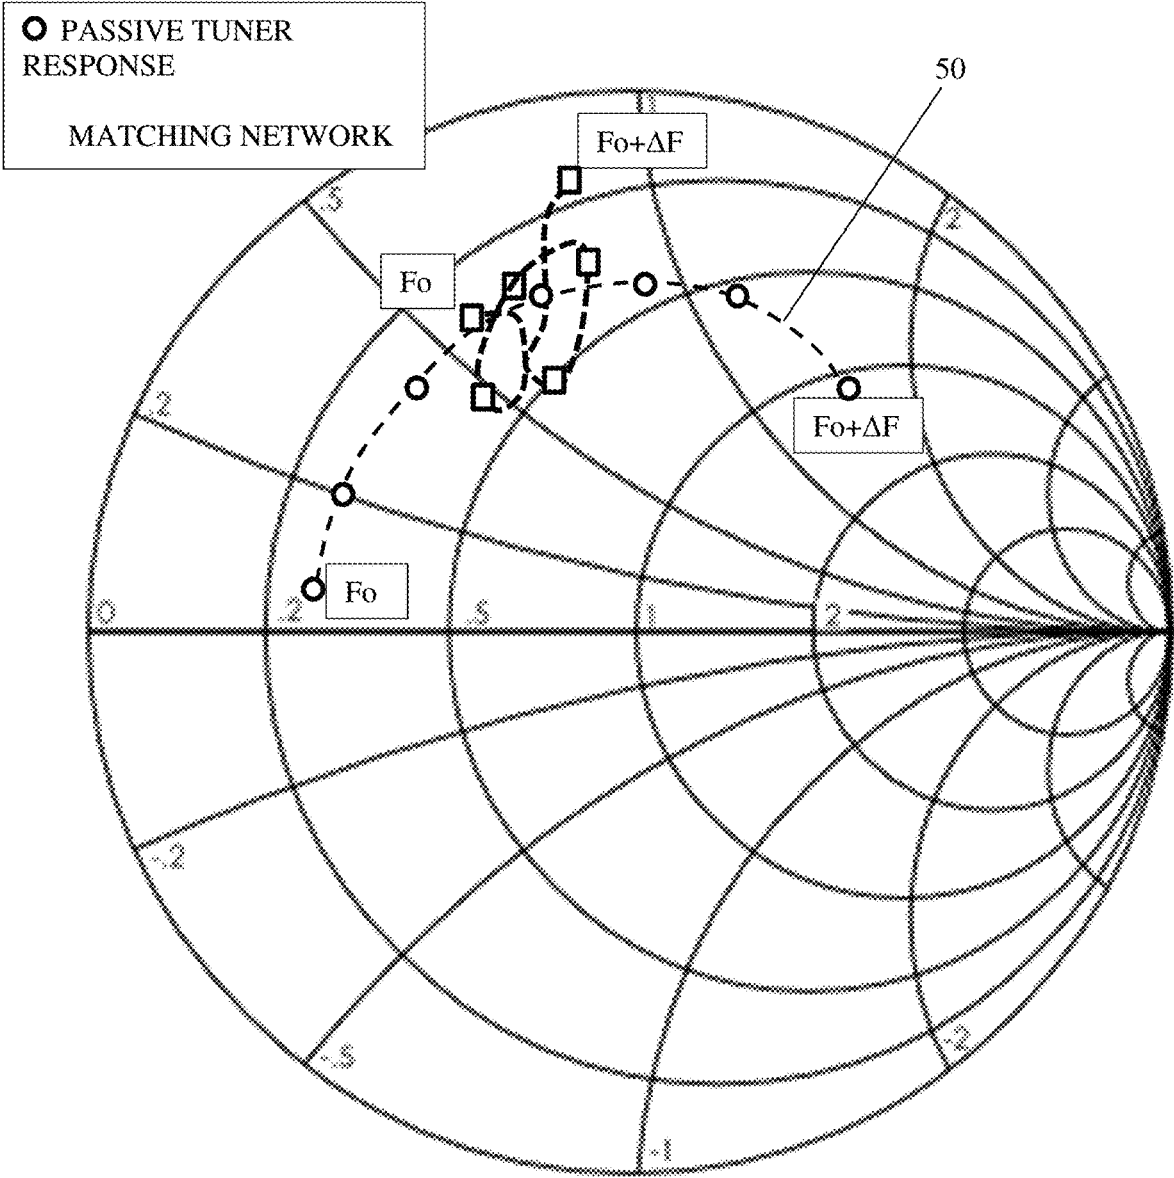 PASSIVE TUNER
RESPONSE
MATCHING NETWORK
50
Fo+ΔF
.5
2
Fo
Fo+ΔF
.2
Fo
0
.2
.5
1
2
-.2
-.5
-2
-1